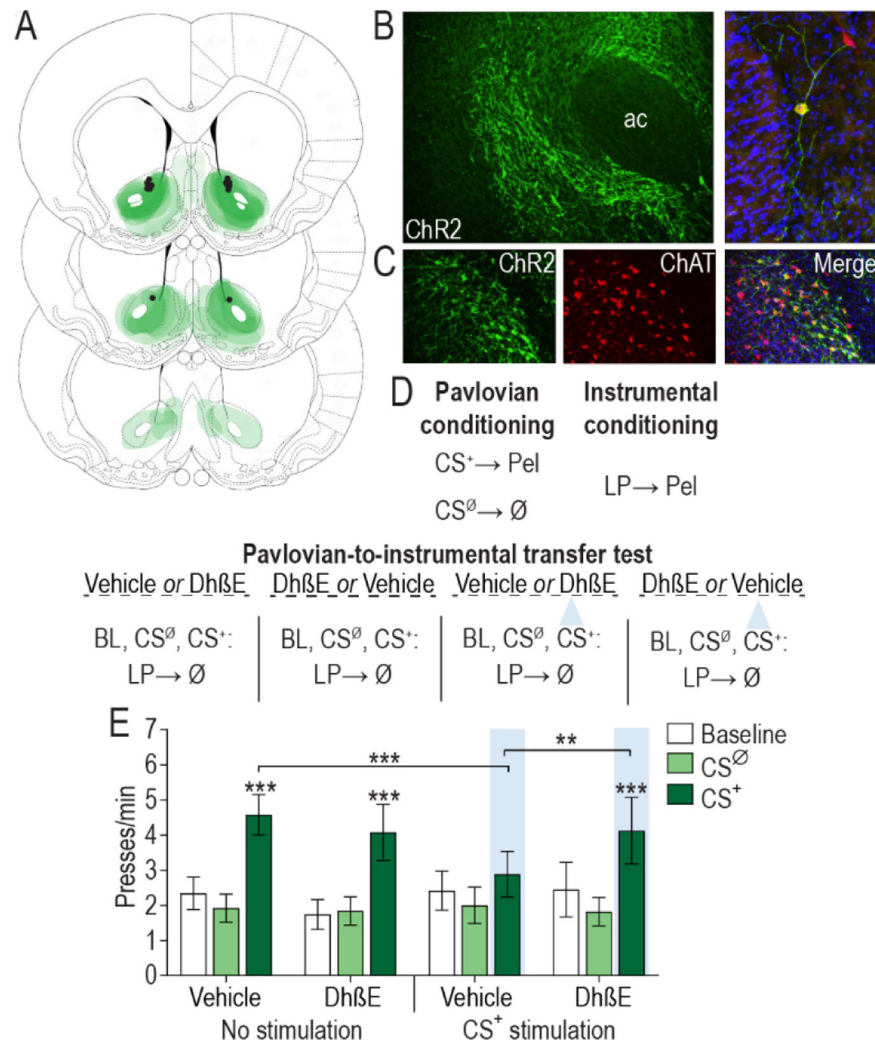 A
B
ac
ChR2
C
ChR2
ChAT
Merge
D
Pavlovian conditioning
Instrumental conditioning
CS⁺→ Pel
LP→ Pel
CS^Ø→ Ø
Pavlovian-to-instrumental transfer test
Vehicle or DhßE
DhßE or Vehicle
Vehicle or DhßE
DhßE or Vehicle
BL, CS^Ø, CS⁺:
LP→ Ø
BL, CS^Ø, CS⁺:
LP→ Ø
BL, CS^Ø, CS⁺:
LP→ Ø
BL, CS^Ø, CS⁺:
LP→ Ø
E
Presses/min
7
6
5
4
3
2
1
0
***
***
***
**
***
Baseline
CS^Ø
CS⁺
Vehicle
DhßE
Vehicle
DhßE
No stimulation
CS⁺ stimulation